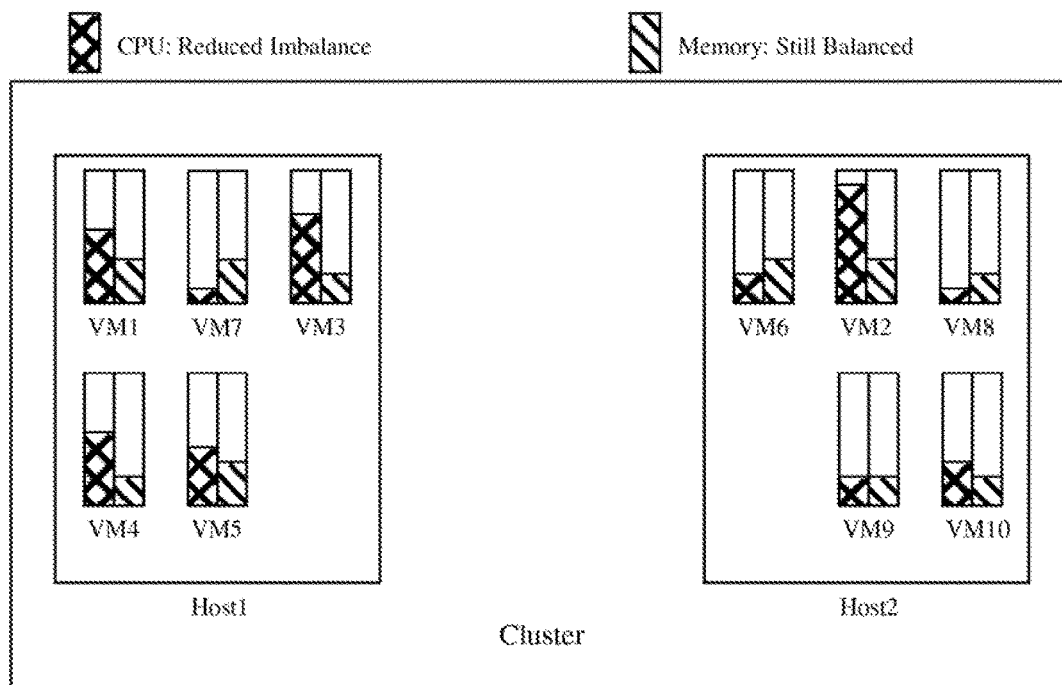 CPU: Reduced Imbalance
Memory: Still Balanced
VM1
VM7
VM3
VM6
VM2
VM8
VM4
VM5
VM9
VM10
Host1
Host2
Cluster